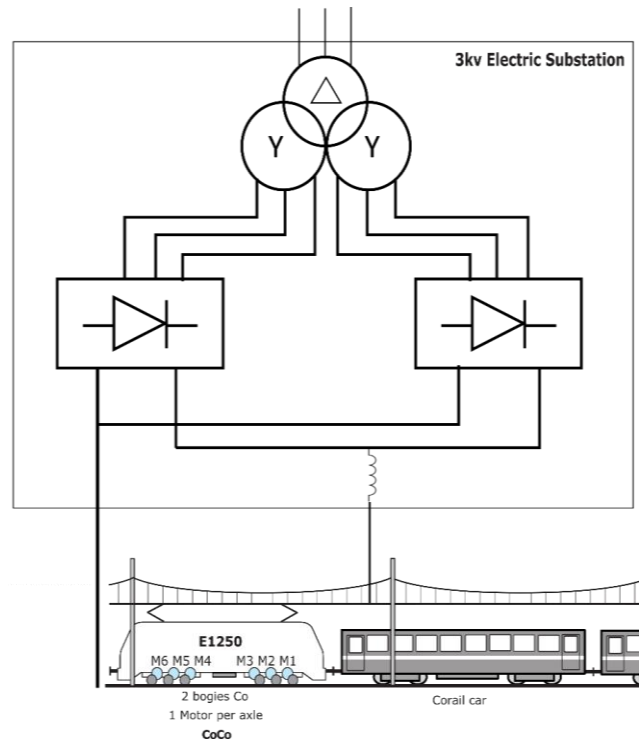 3kv Electric Substation
Y Y
E1250
M6 M5 M4 M3 M2 M1
2 bogies Co
1 Motor per axle
CoCo
Corail car